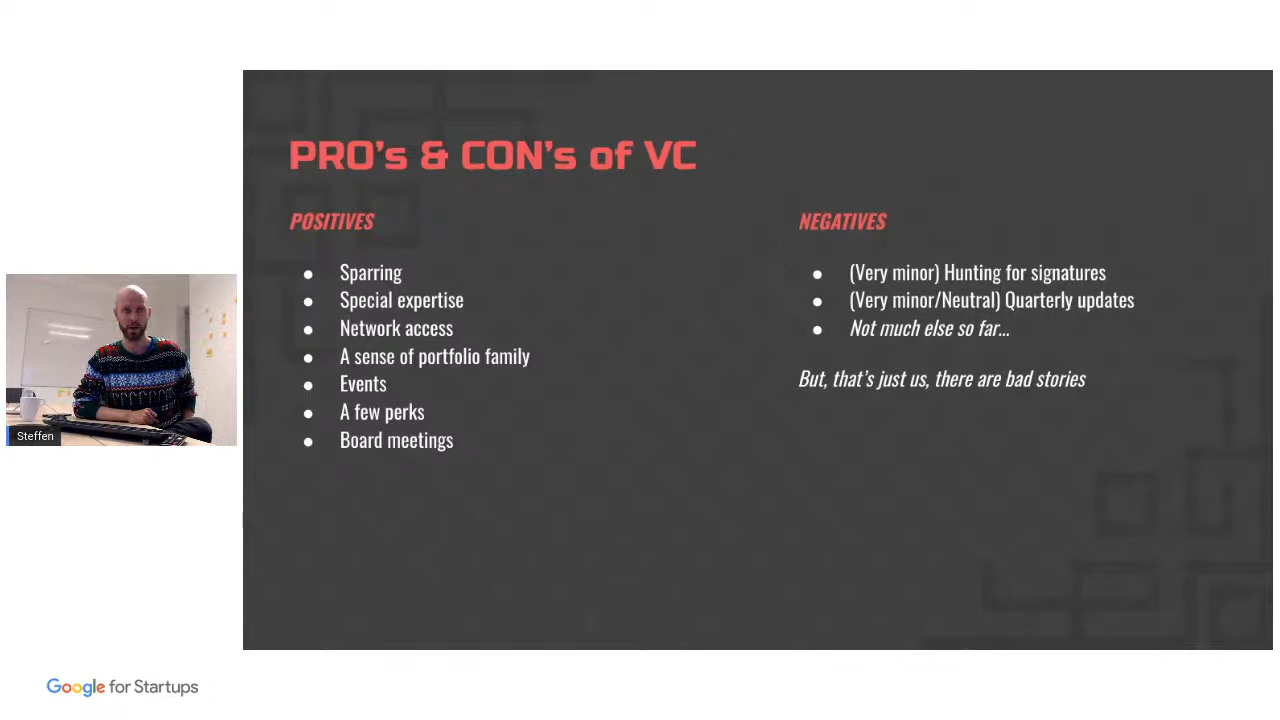 PRO's & CON's of VC
POSITIVES
Sparring
Special expertise
Network access
A sense of portfolio family
Events
A few perks
Board meetings
NEGATIVES
(Very minor) Hunting for signatures
(Very minor/Neutral) Quarterly updates
Not much else so far...
But, that's just us, there are bad stories
Steffen
Google for Startups